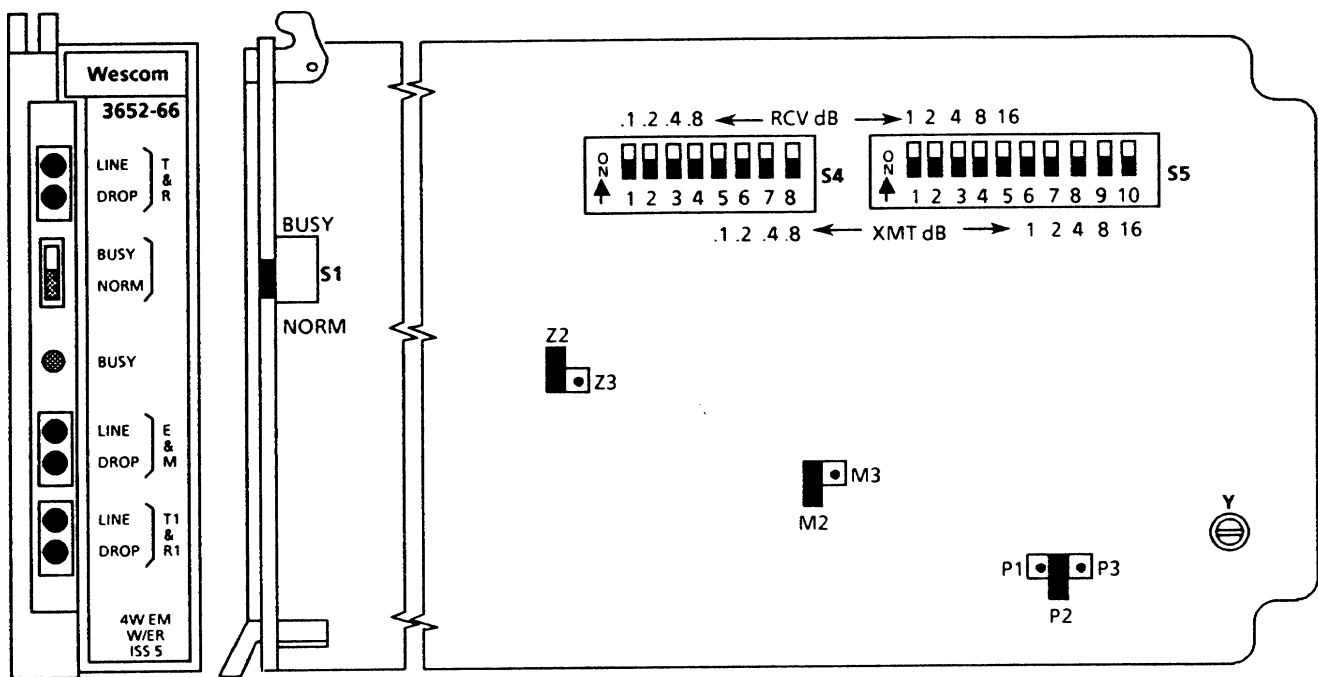 Wescom
3652-66
LINE
DROP
T
&
R
BUSY
NORM
BUSY
LINE
DROP
E
&
M
LINE
DROP
T1
&
R1
4W EM
W/ER
ISS 5
BUSY
S1
NORM
.1 .2 .4 .8 RCV dB 1 2 4 8 16
ON
1 2 3 4 5 6 7 8
S4
ON
1 2 3 4 5 6 7 8 9 10
S5
.1 .2 .4 .8 XMT dB 1 2 4 8 16
Z2
Z3
M3
M2
Y
P1
P3
P2